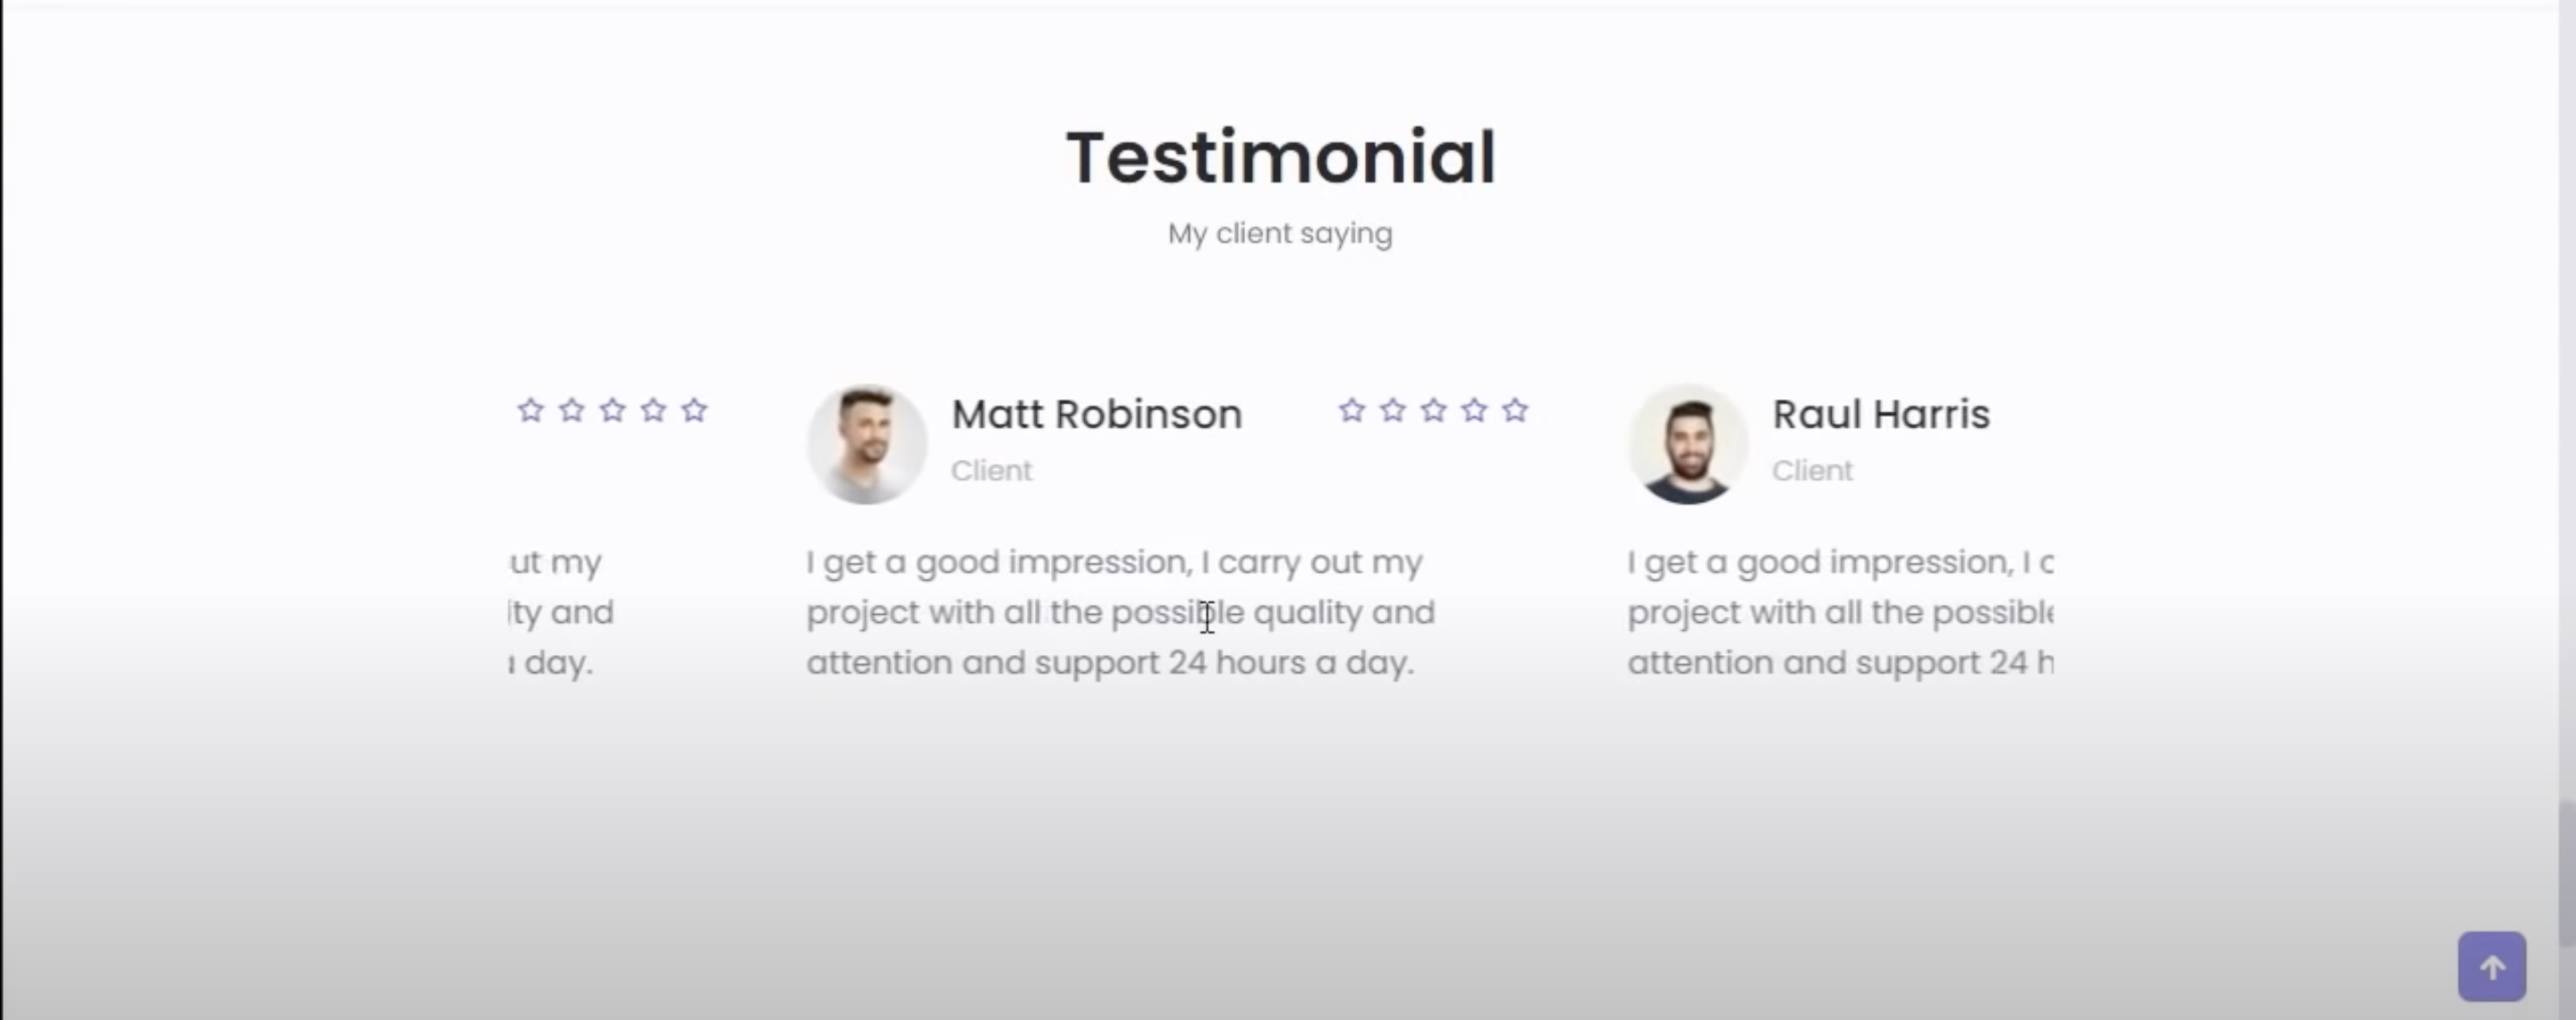 Testimonial
My client saying
ut my
ty and
day.
Matt Robinson
Client
I get a good impression, I carry out my
project with all the possible quality and
attention and support 24 hours a day.
Raul Harris
Client
I get a good impression, I c
project with all the possible
attention and support 24 h